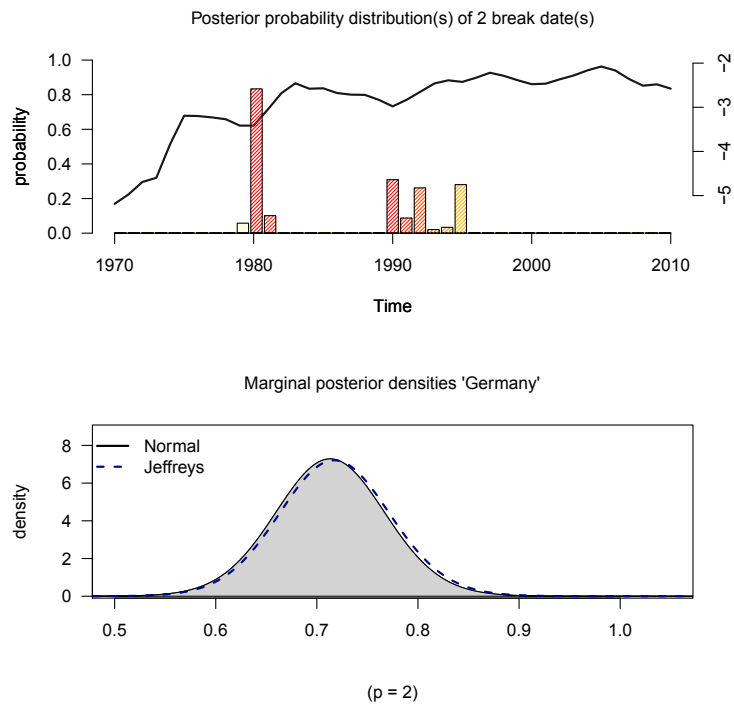 Posterior probability distribution(s) of 2 break date(s)
1.0
0.8
0.6
0.4
0.2
0.0
probability
-2
-3
-4
-5
1970 1980 1990 2000 2010
Time
Marginal posterior densities 'Germany'
8
6
4
2
0
density
Normal
Jeffreys
0.5 0.6 0.7 0.8 0.9 1.0
(p = 2)